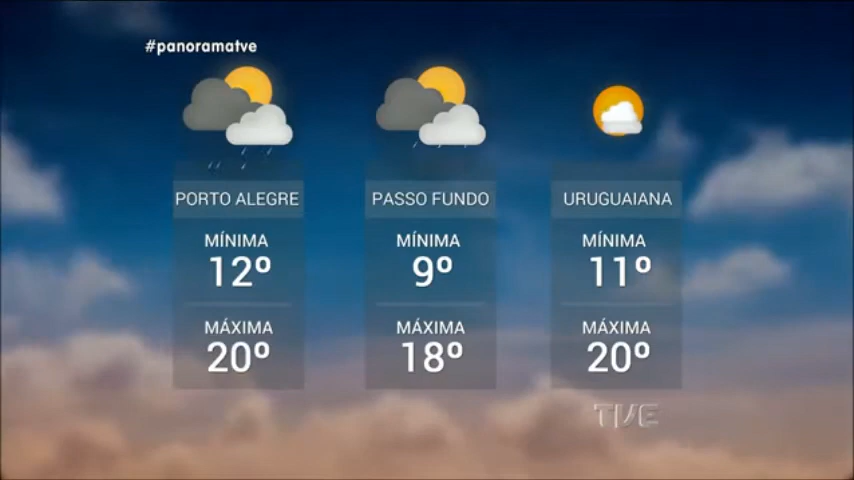 #panoramatve
PORTO ALEGRE
MÍNIMA
12º
MÁXIMA
20º
PASSO FUNDO
MÍNIMA
9º
MÁXIMA
18º
URUGUAIANA
MÍNIMA
11º
MÁXIMA
20º
TVE